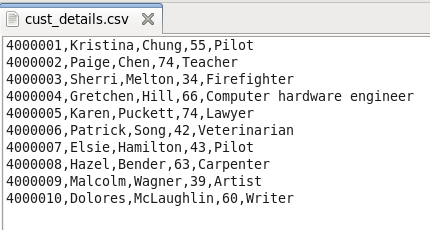 cust_details.csv
4000001,Kristina,Chung,55,Pilot
4000002,Paige,Chen,74,Teacher
4000003,Sherri,Melton,34,Firefighter
4000004,Gretchen,Hill,66,Computer hardware engineer
4000005,Karen,Puckett,74,Lawyer
4000006,Patrick,Song,42,Veterinarian
4000007,Elsie,Hamilton,43,Pilot
4000008,Hazel,Bender,63,Carpenter
4000009,Malcolm,Wagner,39,Artist
4000010,Dolores,McLaughlin,60,Writer